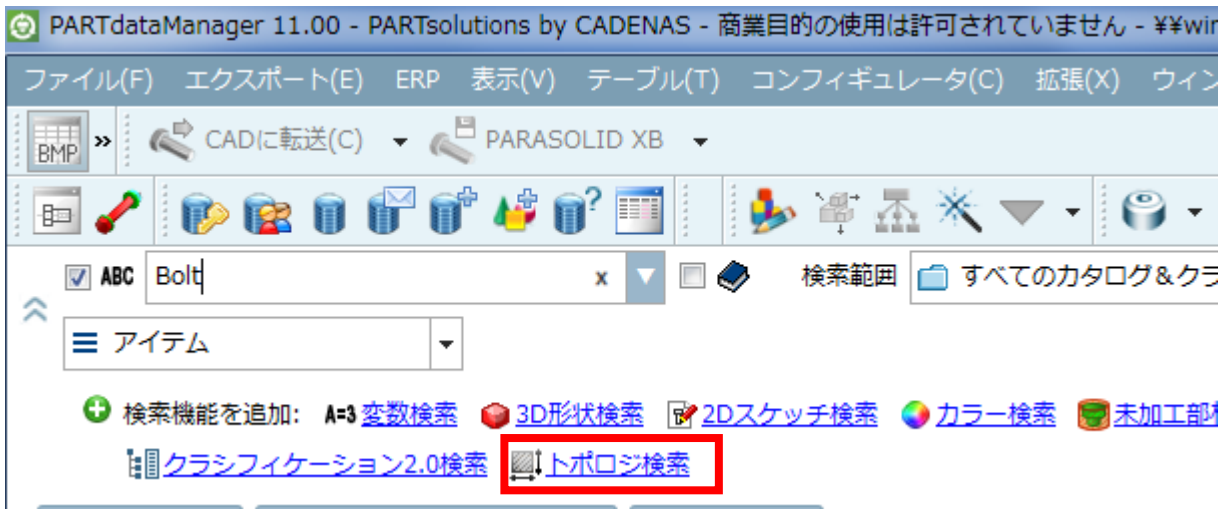 PARTdataManager 11.00 - PARTsolutions by CADENAS - 商業目的の使用は許可されていません - ¥¥wir
ファイル(F) エクスポート(E) ERP 表示(V) テーブル(T) コンフィギュレータ(C) 拡張(X) ウィン
BMP » CADに転送(C) PARASOLID XB
ABC Bolt x 検索範囲 すべてのカタログ&クラ
アイテム
検索機能を追加: A=3 変数検索 3D形状検索 2Dスケッチ検索 カラー検索 未加工部
クラシフィケーション2.0検索 トポロジ検索